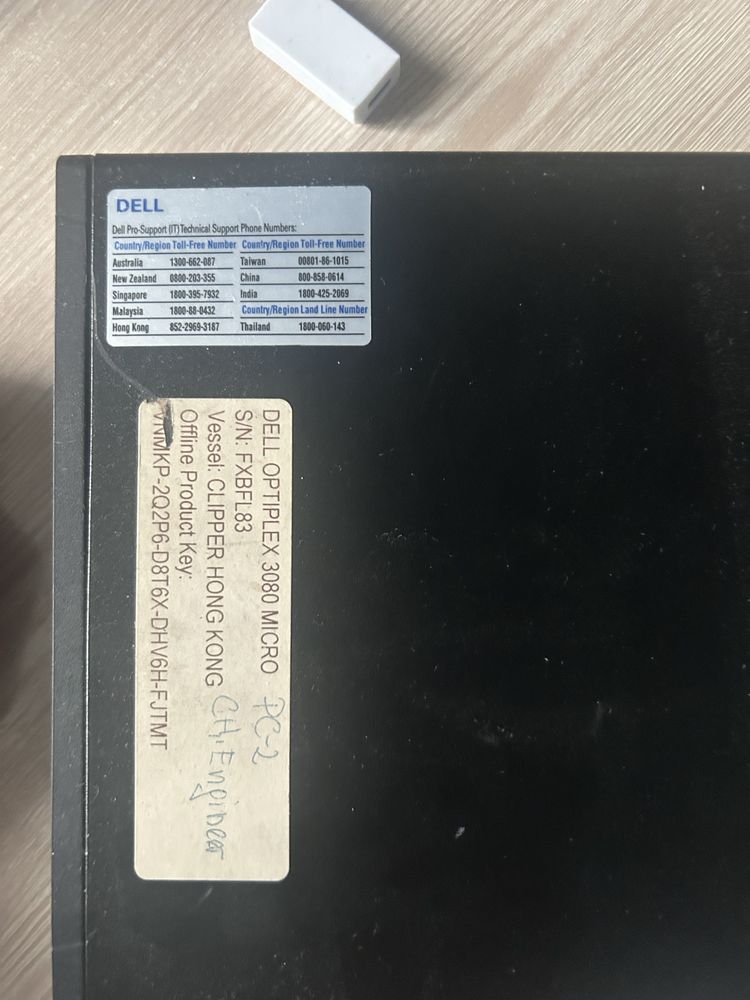 DELL
Dell Pro-Support (IT) Technical Support Phone Numbers:
Country/Region Toll-Free Number Country/Region Toll-Free Number
Australia 1300-662-087 Taiwan 00801-86-1015
New Zealand 0800-203-355 China 800-858-0614
Singapore 1800-395-7932 India 1800-425-2069
Malaysia 1800-88-0432 Country/Region Land Line Number
Hong Kong 852-2969-3187 Thailand 1800-060-143
DELL OPTIPLEX 3080 MICRO PC-2
S/N: FXBFL83
Vessel: CLIPPER HONG KONG CH. Engineer
Offline Product Key:
VNMKP-2Q2P6-D8T6X-DHV6H-FJTMT